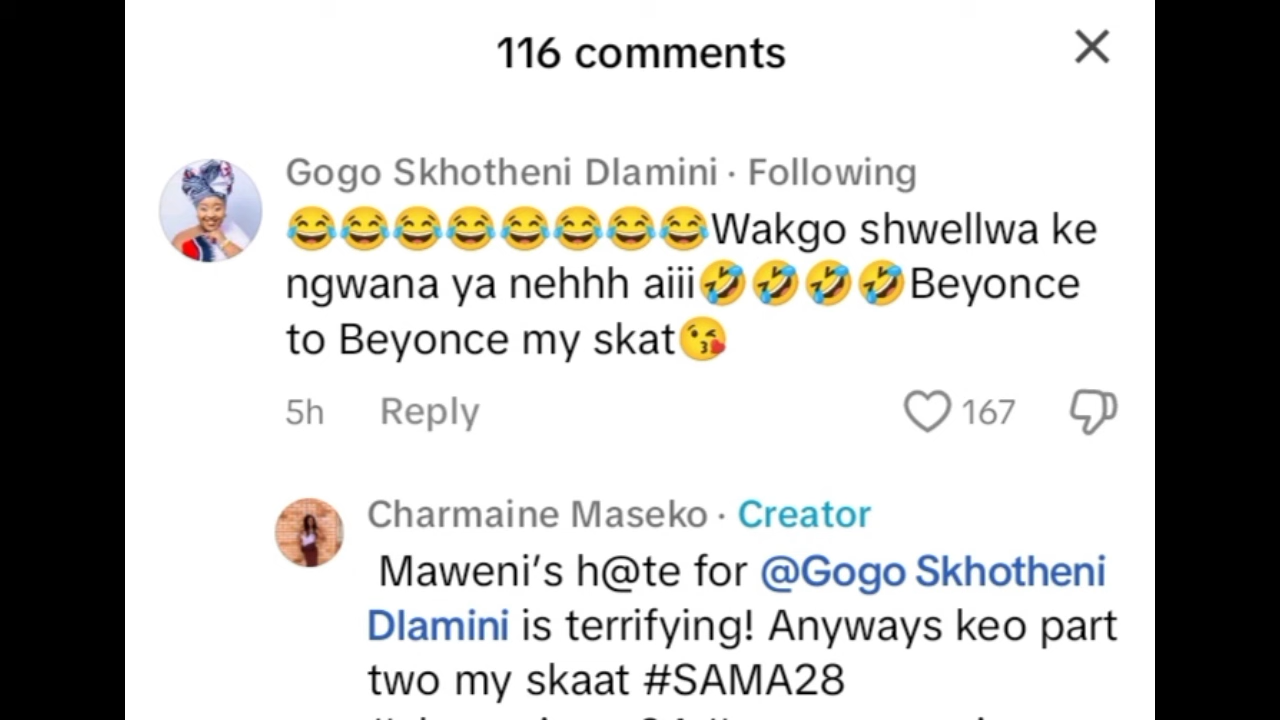 116 comments
Gogo Skhotheni Dlamini · Following
😂😂😂😂😂😂😂😂Wakgo shwellwa ke
ngwana ya nehhh aiii🤣🤣🤣🤣Beyonce
to Beyonce my skat😘
5h Reply 167
Charmaine Maseko · Creator
Maweni’s h@te for @Gogo Skhotheni
Dlamini is terrifying! Anyways keo part
two my skaat #SAMA28